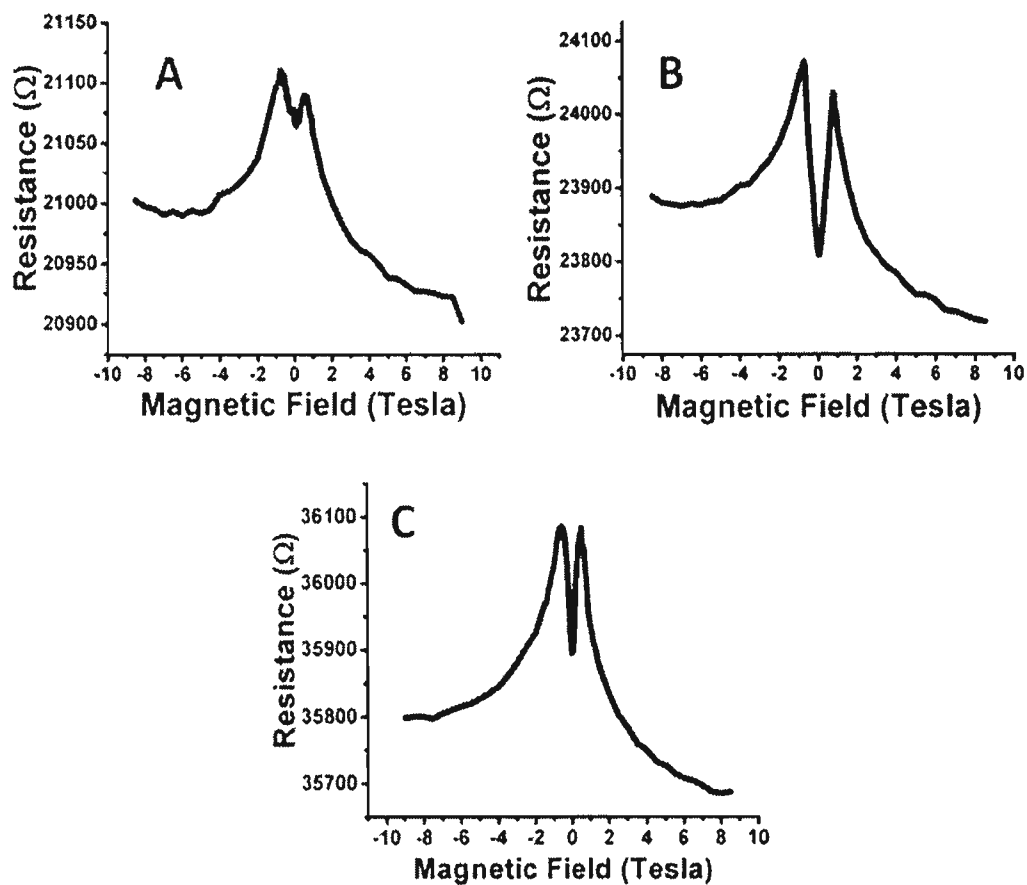 A
Resistance (Ω)
21150
21100
21050
21000
20950
20900
-10 -8 -6 -4 -2 0 2 4 6 8 10
Magnetic Field (Tesla)
B
Resistance (Ω)
24100
24000
23900
23800
23700
-10 -8 -6 -4 -2 0 2 4 6 8 10
Magnetic Field (Tesla)
C
Resistance (Ω)
36100
36000
35900
35800
35700
-10 -8 -6 -4 -2 0 2 4 6 8 10
Magnetic Field (Tesla)